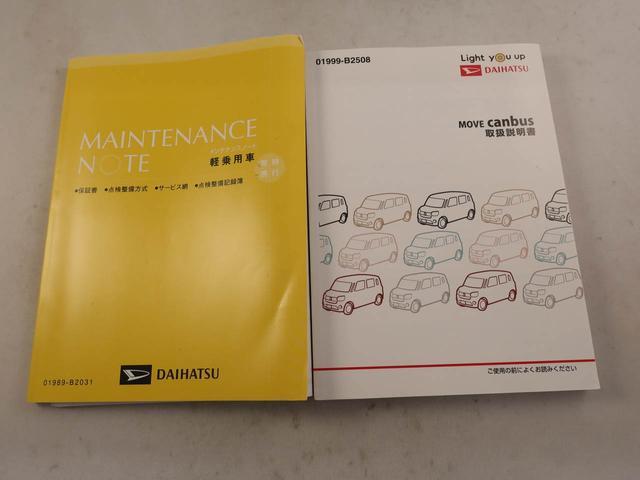 MAINTENANCE
NOTE
メンテナンスノート
軽乗用車
●保証書 ●点検整備方式 ●サービス網 ●点検整備記録簿
01989-B2031
DAIHATSU
01999-B2508
Light you up
DAIHATSU
MOVE canbus
取扱説明書
ご使用の前によくお読みください